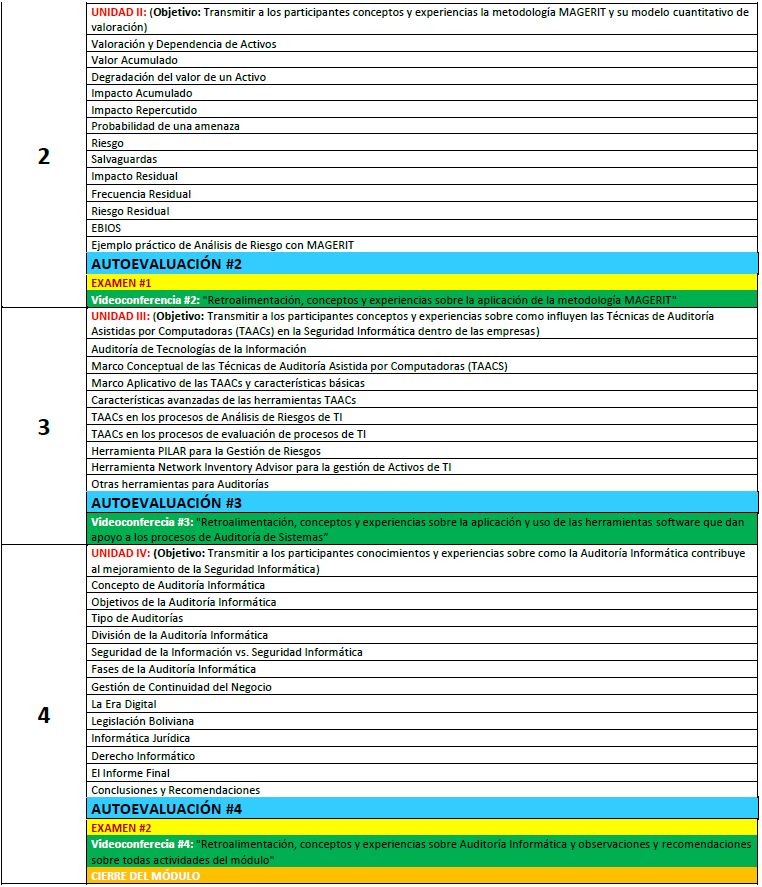 2
UNIDAD II: (Objetivo: Transmitir a los participantes conceptos y experiencias la metodología MAGERIT y su modelo cuantitativo de
valoración)
Valoración y Dependencia de Activos
Valor Acumulado
Degradación del valor de un Activo
Impacto Acumulado
Impacto Repercutido
Probabilidad de una amenaza
Riesgo
Salvaguardas
Impacto Residual
Frecuencia Residual
Riesgo Residual
EBIOS
Ejemplo práctico de Análisis de Riesgo con MAGERIT
AUTOEVALUACIÓN #2
EXAMEN #1
Videoconferencia #2: "Retroalimentación, conceptos y experiencias sobre la aplicación de la metodología MAGERIT"
3
UNIDAD III: (Objetivo: Transmitir a los participantes conceptos y experiencias sobre como influyen las Técnicas de Auditoría
Asistidas por Computadoras (TAACs) en la Seguridad Informática dentro de las empresas)
Auditoría de Tecnologías de la Información
Marco Conceptual de las Técnicas de Auditoría Asistida por Computadoras (TAACS)
Marco Aplicativo de las TAACs y características básicas
Características avanzadas de las herramientas TAACs
TAACs en los procesos de Análisis de Riesgos de TI
TAACs en los procesos de evaluación de procesos de TI
Herramienta PILAR para la Gestión de Riesgos
Herramienta Network Inventory Advisor para la gestión de Activos de TI
Otras herramientas para Auditorías
AUTOEVALUACIÓN #3
Videoconferecia #3: "Retroalimentación, conceptos y experiencias sobre la aplicación y uso de las herramientas software que dan
apoyo a los procesos de Auditoría de Sistemas”
4
UNIDAD IV: (Objetivo: Transmitir a los participantes conocimientos y experiencias sobre como la Auditoría Informática contribuye
al mejoramiento de la Seguridad Informática)
Concepto de Auditoría Informática
Objetivos de la Auditoría Informática
Tipo de Auditorías
División de la Auditoría Informática
Seguridad de la Información vs. Seguridad Informática
Fases de la Auditoría Informática
Gestión de Continuidad del Negocio
La Era Digital
Legislación Boliviana
Informática Jurídica
Derecho Informático
El Informe Final
Conclusiones y Recomendaciones
AUTOEVALUACIÓN #4
EXAMEN #2
Videoconferecia #4: "Retroalimentación, conceptos y experiencias sobre Auditoría Informática y observaciones y recomendaciones
sobre todas actividades del módulo"
CIERRE DEL MÓDULO